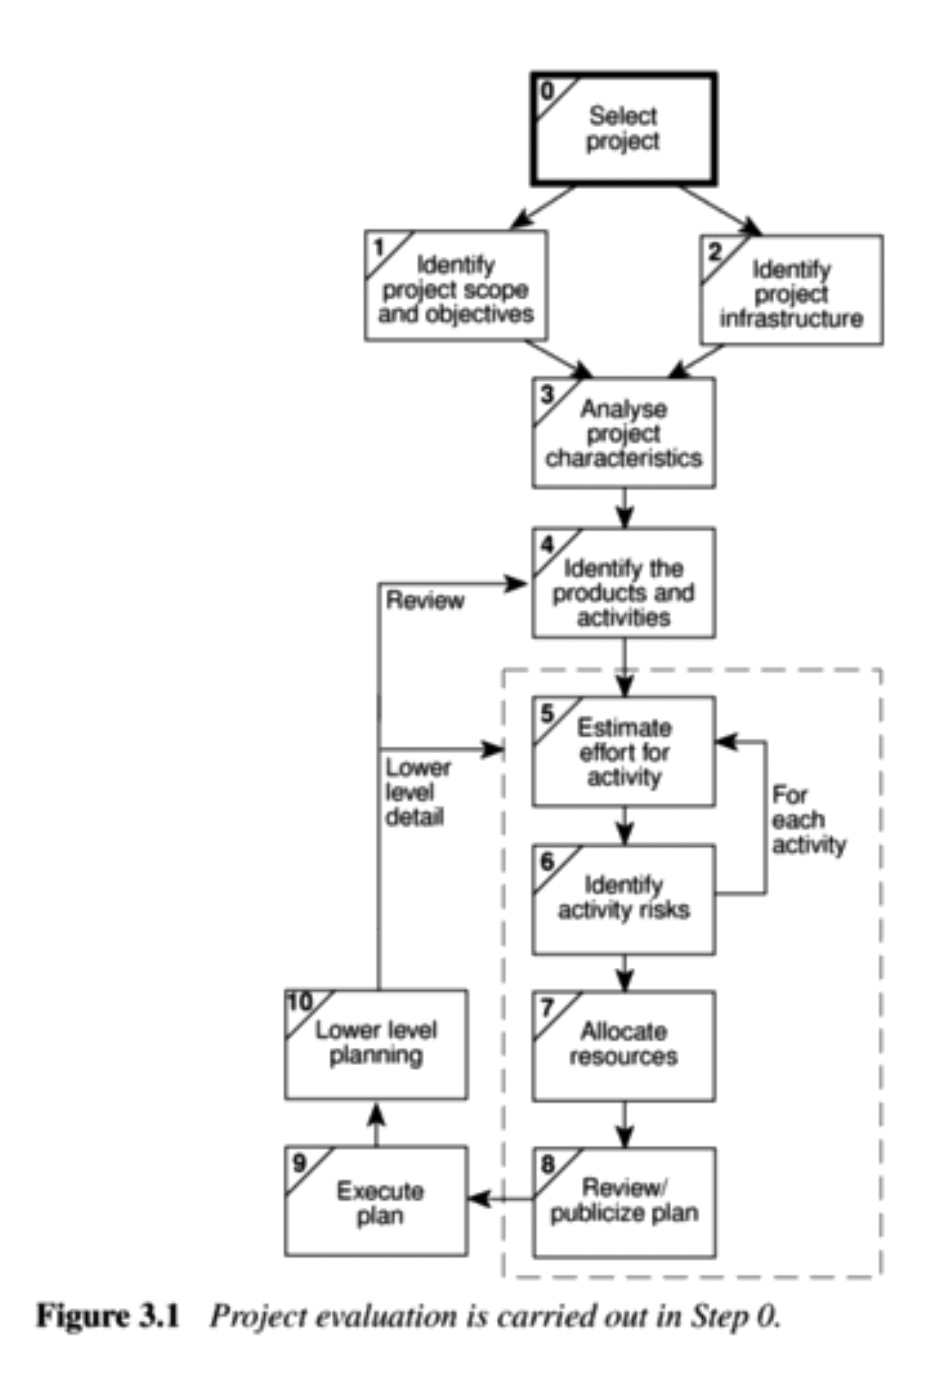 0
Select
project
1
Identify
project scope
and objectives
2
Identify
project
infrastructure
3
Analyse
project
characteristics
4
Identify the
products and
activities
Review
5
Estimate
effort for
activity
Lower
level
detail
For
each
activity
6
Identify
activity risks
7
Allocate
resources
10
Lower level
planning
8
Review/
publicize plan
9
Execute
plan
Figure 3.1 Project evaluation is carried out in Step 0.